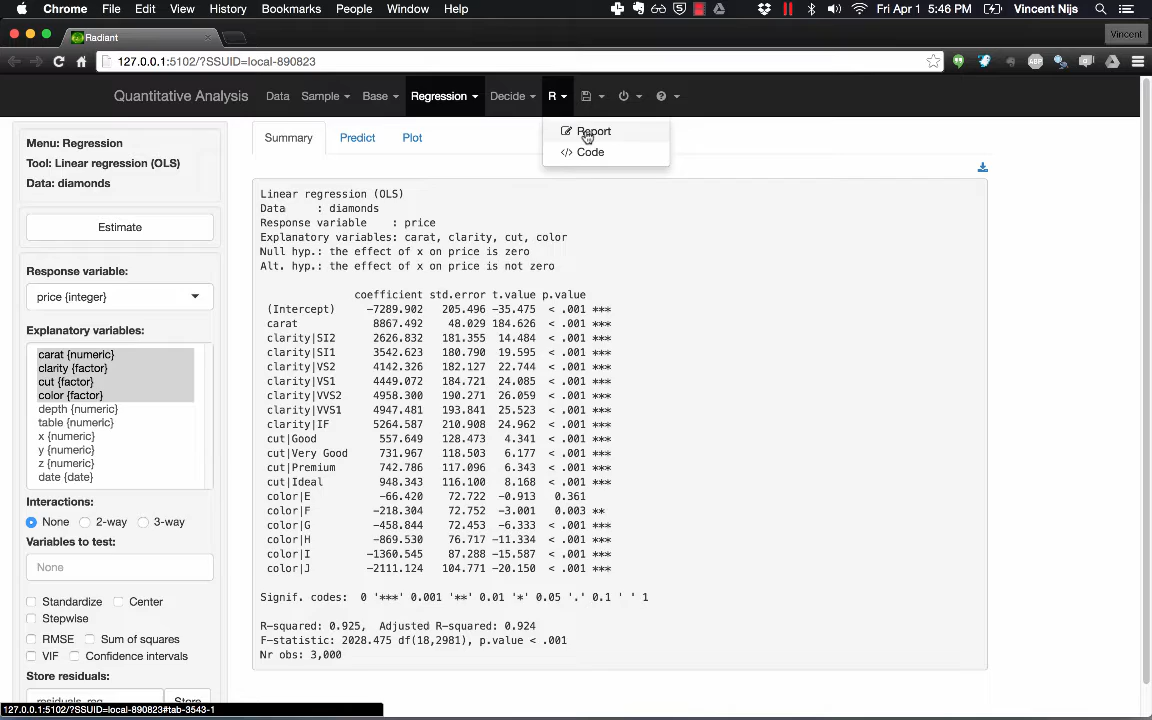 Chrome File Edit View History Bookmarks People Window Help Fri Apr 1 5:46 PM Vincent Nijs
Radiant Vincent
127.0.0.1:5102/?SSUID=local-890823 ABP
Quantitative Analysis Data Sample Base Regression Decide R
Report
Code
Menu: Regression
Tool: Linear regression (OLS)
Data: diamonds
Estimate
Response variable:
price {integer}
Explanatory variables:
carat {numeric}
clarity {factor}
cut {factor}
color {factor}
depth {numeric}
table {numeric}
x {numeric}
y {numeric}
z {numeric}
date {date}
Interactions:
None 2-way 3-way
Variables to test:
None
Standardize Center
Stepwise
RMSE Sum of squares
VIF Confidence intervals
Store residuals:
residuals_reg Store
Summary Predict Plot
Linear regression (OLS)
Data : diamonds
Response variable : price
Explanatory variables: carat, clarity, cut, color
Null hyp.: the effect of x on price is zero
Alt. hyp.: the effect of x on price is not zero
coefficient std.error t.value p.value
(Intercept) -7289.902 205.496 -35.475 < .001 ***
carat 8867.492 48.029 184.626 < .001 ***
clarity|SI2 2626.832 181.355 14.484 < .001 ***
clarity|SI1 3542.623 180.790 19.595 < .001 ***
clarity|VS2 4142.326 182.127 22.744 < .001 ***
clarity|VS1 4449.072 184.721 24.085 < .001 ***
clarity|VVS2 4958.300 190.271 26.059 < .001 ***
clarity|VVS1 4947.481 193.841 25.523 < .001 ***
clarity|IF 5264.587 210.908 24.962 < .001 ***
cut|Good 557.649 128.473 4.341 < .001 ***
cut|Very Good 731.967 118.503 6.177 < .001 ***
cut|Premium 742.786 117.096 6.343 < .001 ***
cut|Ideal 948.343 116.100 8.168 < .001 ***
color|E -66.420 72.722 -0.913 0.361
color|F -218.304 72.752 -3.001 0.003 **
color|G -458.844 72.453 -6.333 < .001 ***
color|H -869.530 76.717 -11.334 < .001 ***
color|I -1360.545 87.288 -15.587 < .001 ***
color|J -2111.124 104.771 -20.150 < .001 ***
Signif. codes: 0 '***' 0.001 '**' 0.01 '*' 0.05 '.' 0.1 ' ' 1
R-squared: 0.925, Adjusted R-squared: 0.924
F-statistic: 2028.475 df(18,2981), p.value < .001
Nr obs: 3,000
127.0.0.1:5102/?SSUID=local-890823#tab-3543-1